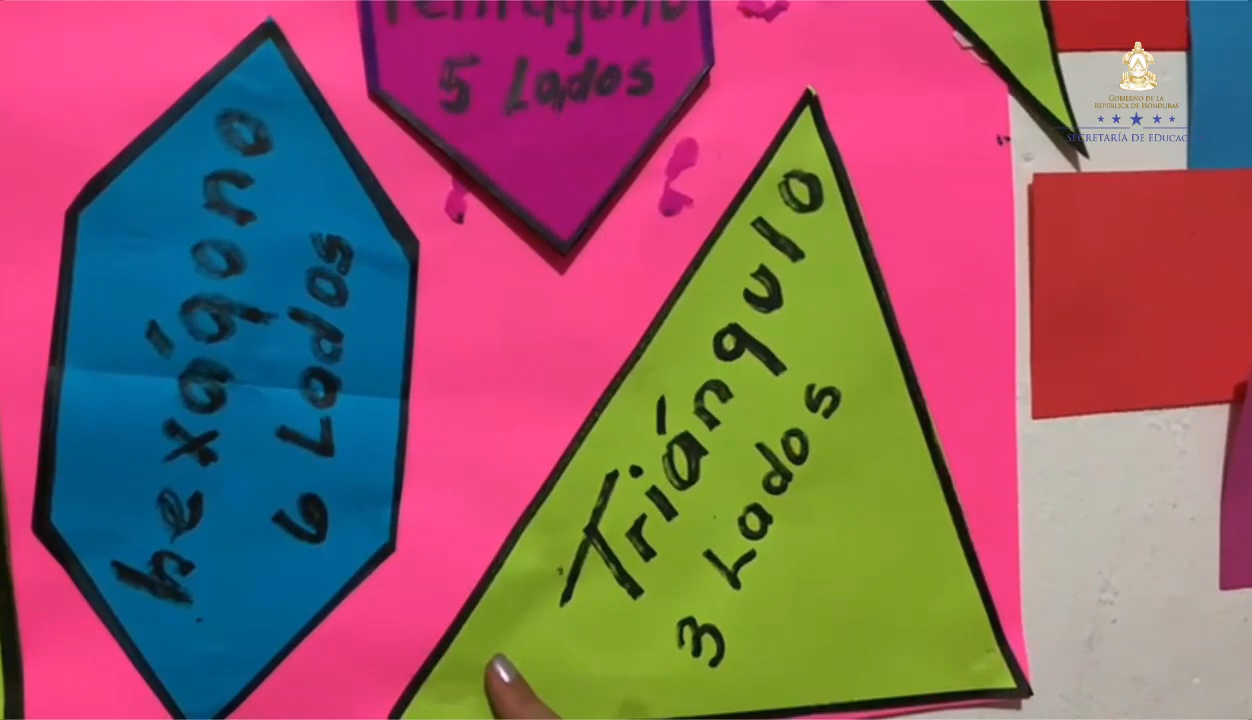 5 Lados
hexágono
6 Lados
Triángulo
3 Lados
GOBIERNO DE LA
REPÚBLICA DE HONDURAS
SECRETARÍA DE EDUCAC